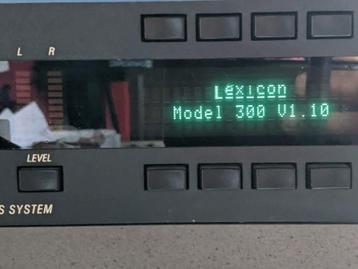 L R
Lexicon
Model 300 V1.10
LEVEL
S SYSTEM